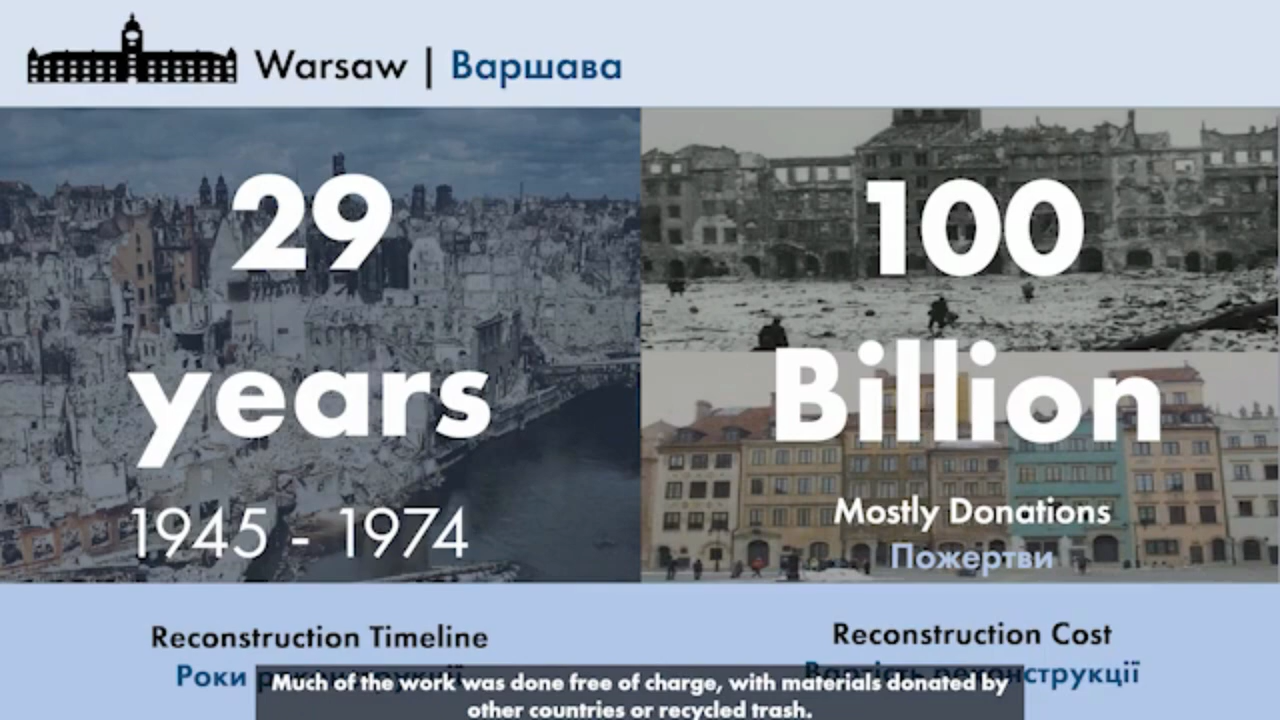 Warsaw | Варшава
29
years
1945 - 1974
100
Billion
Mostly Donations
Пожертви
Reconstruction Timeline
Роки
Reconstruction Cost
Much of the work was done free of charge, with materials donated by
other countries or recycled trash.